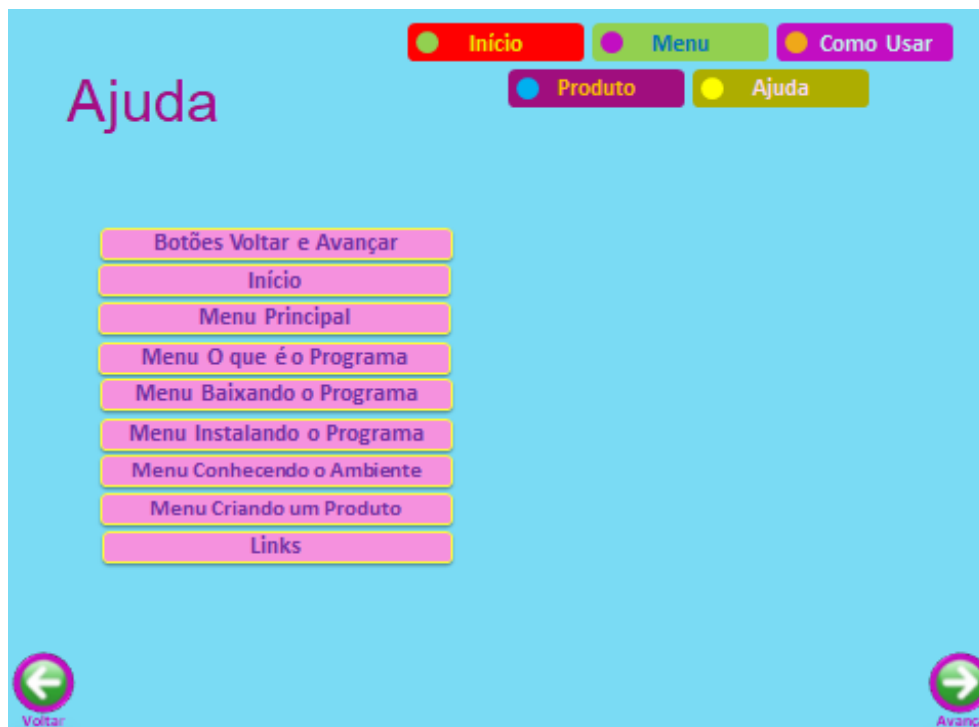 Início
Menu
Como Usar
Produto
Ajuda
Ajuda
Botões Voltar e Avançar
Início
Menu Principal
Menu O que é o Programa
Menu Baixando o Programa
Menu Instalando o Programa
Menu Conhecendo o Ambiente
Menu Criando um Produto
Links
Voltar